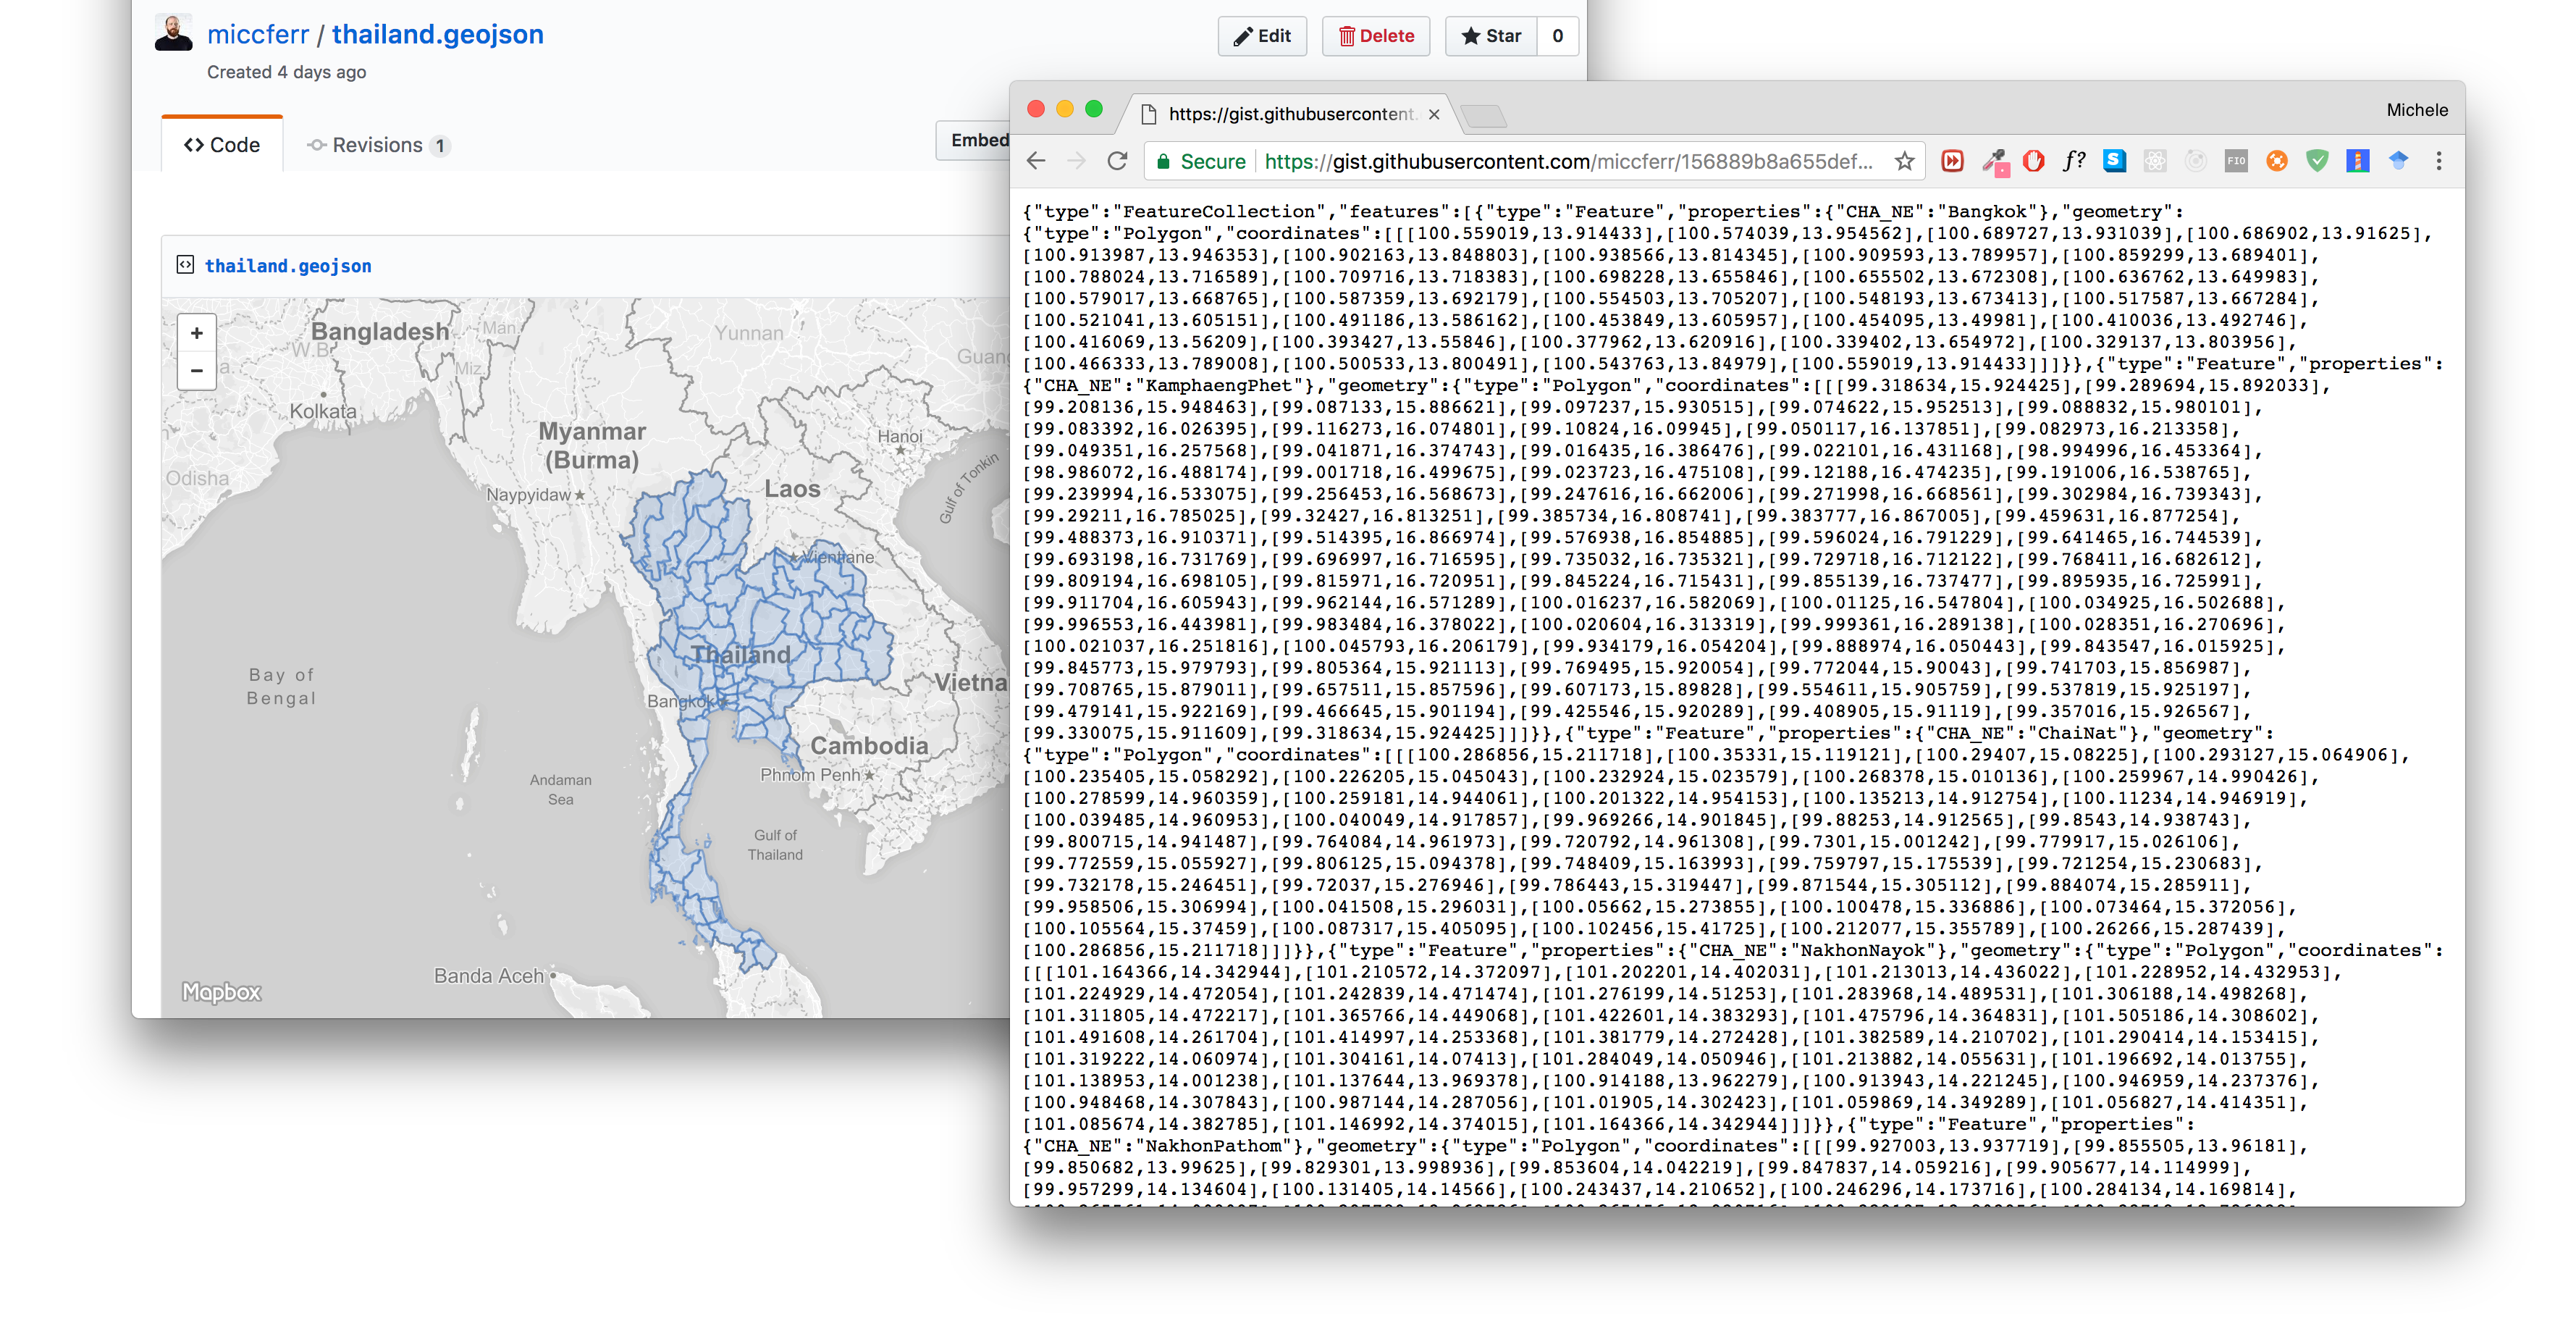 miccferr / thailand.geojson
Edit
Delete
Star
0
Created 4 days ago
Code
Revisions 1
Embed
thailand.geojson
+
−
Bangladesh
Man.
W.B.
a.
Miz.
Yunnan
Guan
Kolkata
Odisha
Myanmar
(Burma)
Hanoi
Gulf of Tonkin
Naypyidaw
Laos
Vientiane
Thailand
Bay of
Bengal
Bangkok
Vietna
Cambodia
Phnom Penh
Andaman
Sea
Gulf of
Thailand
Banda Aceh
Mapbox
https://gist.githubusercontent.
Michele
Secure
https://gist.githubusercontent.com/miccferr/156889b8a655def...
f?
S
FIO
{"type":"FeatureCollection","features":[{"type":"Feature","properties":{"CHA_NE":"Bangkok"},"geometry":
{"type":"Polygon","coordinates":[[[100.559019,13.914433],[100.574039,13.954562],[100.689727,13.931039],[100.686902,13.91625],
[100.913987,13.946353],[100.902163,13.848803],[100.938566,13.814345],[100.909593,13.789957],[100.859299,13.689401],
[100.788024,13.716589],[100.709716,13.718383],[100.698228,13.655846],[100.655502,13.672308],[100.636762,13.649983],
[100.579017,13.668765],[100.587359,13.692179],[100.554503,13.705207],[100.548193,13.673413],[100.517587,13.667284],
[100.521041,13.605151],[100.491186,13.586162],[100.453849,13.605957],[100.454095,13.49981],[100.410036,13.492746],
[100.416069,13.56209],[100.393427,13.55846],[100.377962,13.620916],[100.339402,13.654972],[100.329137,13.803956],
[100.466333,13.789008],[100.500533,13.800491],[100.543763,13.84979],[100.559019,13.914433]]]}},{"type":"Feature","properties":
{"CHA_NE":"KamphaengPhet"},"geometry":{"type":"Polygon","coordinates":[[[99.318634,15.924425],[99.289694,15.892033],
[99.208136,15.948463],[99.087133,15.886621],[99.097237,15.930515],[99.074622,15.952513],[99.088832,15.980101],
[99.083392,16.026395],[99.116273,16.074801],[99.10824,16.09945],[99.050117,16.137851],[99.082973,16.213358],
[99.049351,16.257568],[99.041871,16.374743],[99.016435,16.386476],[99.022101,16.431168],[98.994996,16.453364],
[98.986072,16.488174],[99.001718,16.499675],[99.023723,16.475108],[99.12188,16.474235],[99.191006,16.538765],
[99.239994,16.533075],[99.256453,16.568673],[99.247616,16.662006],[99.271998,16.668561],[99.302984,16.739343],
[99.29211,16.785025],[99.32427,16.813251],[99.385734,16.808741],[99.383777,16.867005],[99.459631,16.877254],
[99.488373,16.910371],[99.514395,16.866974],[99.576938,16.854885],[99.596024,16.791229],[99.641465,16.744539],
[99.693198,16.731769],[99.696997,16.716595],[99.735032,16.735321],[99.729718,16.712122],[99.768411,16.682612],
[99.809194,16.698105],[99.815971,16.720951],[99.845224,16.715431],[99.855139,16.737477],[99.895935,16.725991],
[99.911704,16.605943],[99.962144,16.571289],[100.016237,16.582069],[100.01125,16.547804],[100.034925,16.502688],
[99.996553,16.443981],[99.983484,16.378022],[100.020604,16.313319],[99.999361,16.289138],[100.028351,16.270696],
[100.021037,16.251816],[100.045793,16.206179],[99.934179,16.054204],[99.888974,16.050443],[99.843547,16.015925],
[99.845773,15.979793],[99.805364,15.921113],[99.769495,15.920054],[99.772044,15.90043],[99.741703,15.856987],
[99.708765,15.879011],[99.657511,15.857596],[99.607173,15.89828],[99.554611,15.905759],[99.537819,15.925197],
[99.479141,15.922169],[99.466645,15.901194],[99.425546,15.920289],[99.408905,15.91119],[99.357016,15.926567],
[99.330075,15.911609],[99.318634,15.924425]]]}},{"type":"Feature","properties":{"CHA_NE":"ChaiNat"},"geometry":
{"type":"Polygon","coordinates":[[[100.286856,15.211718],[100.35331,15.119121],[100.29407,15.08225],[100.293127,15.064906],
[100.235405,15.058292],[100.226205,15.045043],[100.232924,15.023579],[100.268378,15.010136],[100.259967,14.990426],
[100.278599,14.960359],[100.259181,14.944061],[100.201322,14.954153],[100.135213,14.912754],[100.11234,14.946919],
[100.039485,14.960953],[100.040049,14.917857],[99.969266,14.901845],[99.88253,14.912565],[99.8543,14.938743],
[99.800715,14.941487],[99.764084,14.961973],[99.720792,14.961308],[99.7301,15.001242],[99.779917,15.026106],
[99.772559,15.055927],[99.806125,15.094378],[99.748409,15.163993],[99.759797,15.175539],[99.721254,15.230683],
[99.732178,15.246451],[99.72037,15.276946],[99.786443,15.319447],[99.871544,15.305112],[99.884074,15.285911],
[99.958506,15.306994],[100.041508,15.296031],[100.05662,15.273855],[100.100478,15.336886],[100.073464,15.372056],
[100.105564,15.37459],[100.087317,15.405095],[100.102456,15.41725],[100.212077,15.355789],[100.26266,15.287439],
[100.286856,15.211718]]]}},{"type":"Feature","properties":{"CHA_NE":"NakhonNayok"},"geometry":{"type":"Polygon","coordinates":
[[[101.164366,14.342944],[101.210572,14.372097],[101.202201,14.402031],[101.213013,14.436022],[101.228952,14.432953],
[101.224929,14.472054],[101.242839,14.471474],[101.276199,14.51253],[101.283968,14.489531],[101.306188,14.498268],
[101.311805,14.472217],[101.365766,14.449068],[101.422601,14.383293],[101.475796,14.364831],[101.505186,14.308602],
[101.491608,14.261704],[101.414997,14.253368],[101.381779,14.272428],[101.382589,14.210702],[101.290414,14.153415],
[101.319222,14.060974],[101.304161,14.07413],[101.284049,14.050946],[101.213882,14.055631],[101.196692,14.013755],
[101.138953,14.001238],[101.137644,13.969378],[100.914188,13.962279],[100.913943,14.221245],[100.946959,14.237376],
[100.948468,14.307843],[100.987144,14.287056],[101.01905,14.302423],[101.059869,14.349289],[101.056827,14.414351],
[101.085674,14.382785],[101.146992,14.374015],[101.164366,14.342944]]]}},{"type":"Feature","properties":
{"CHA_NE":"NakhonPathom"},"geometry":{"type":"Polygon","coordinates":[[[99.927003,13.937719],[99.855505,13.96181],
[99.850682,13.99625],[99.829301,13.998936],[99.853604,14.042219],[99.847837,14.059216],[99.905677,14.114999],
[99.957299,14.134604],[100.131405,14.14566],[100.243437,14.210652],[100.246296,14.173716],[100.284134,14.169814],